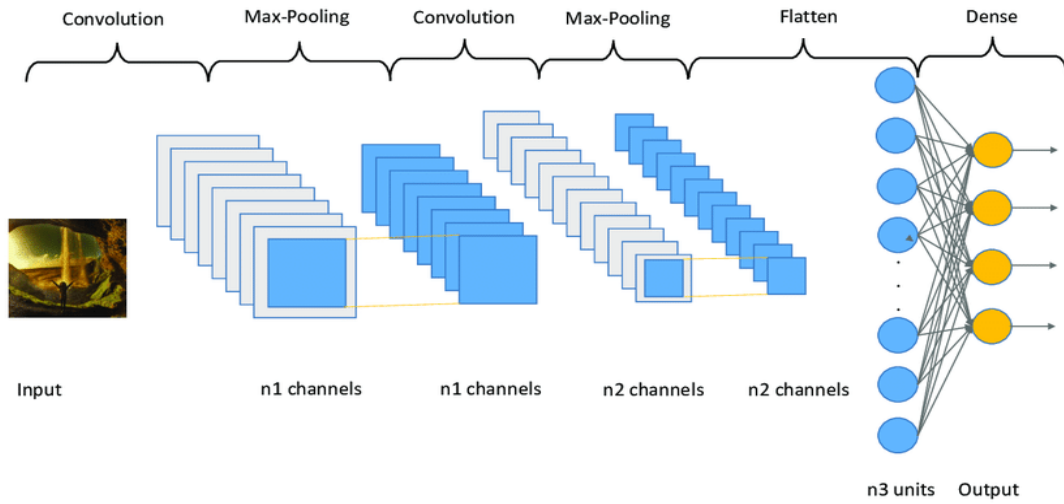 Convolution
Max-Pooling
Convolution
Max-Pooling
Flatten
Dense
Input
n1 channels
n1 channels
n2 channels
n2 channels
n3 units
Output